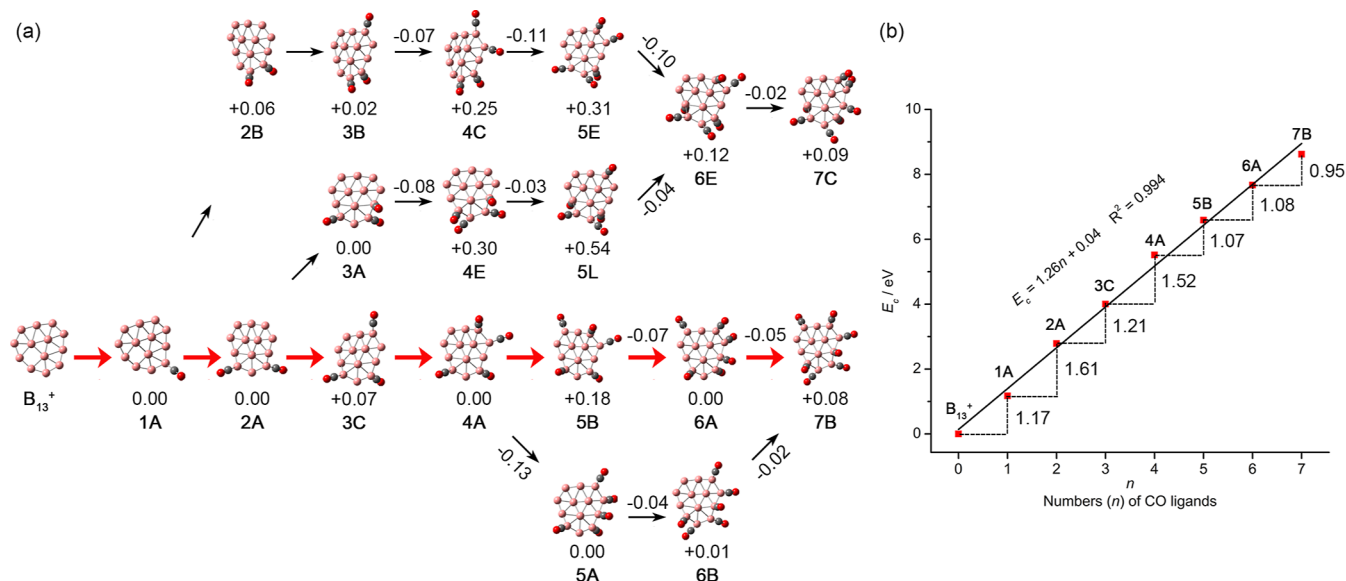 (a)
-0.07
-0.11
-0.10
-0.02
+0.06
+0.02
+0.25
+0.31
2B
3B
4C
5E
+0.12
+0.09
6E
7C
-0.08
-0.03
-0.04
0.00
+0.30
+0.54
3A
4E
5L
-0.07
-0.05
B13+
0.00
0.00
+0.07
0.00
+0.18
0.00
+0.08
1A
2A
3C
4A
5B
6A
7B
-0.13
-0.04
-0.02
0.00
+0.01
5A
6B
(b)
10
8
6
4
2
0
Ec / eV
Ec = 1.26n + 0.04 R² = 0.994
B13+
1A
2A
3C
4A
5B
6A
7B
1.17
1.61
1.21
1.52
1.07
1.08
0.95
0 1 2 3 4 5 6 7
n
Numbers (n) of CO ligands